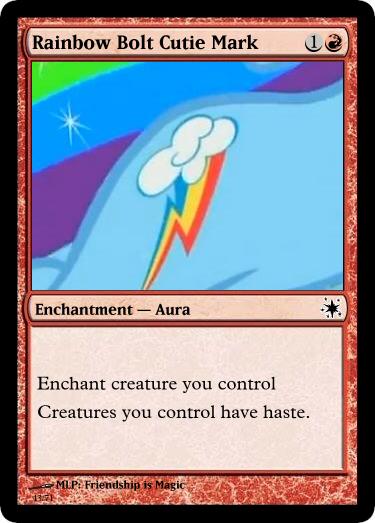 Rainbow Bolt Cutie Mark 1
Enchantment — Aura
Enchant creature you control
Creatures you control have haste.
MLP: Friendship is Magic